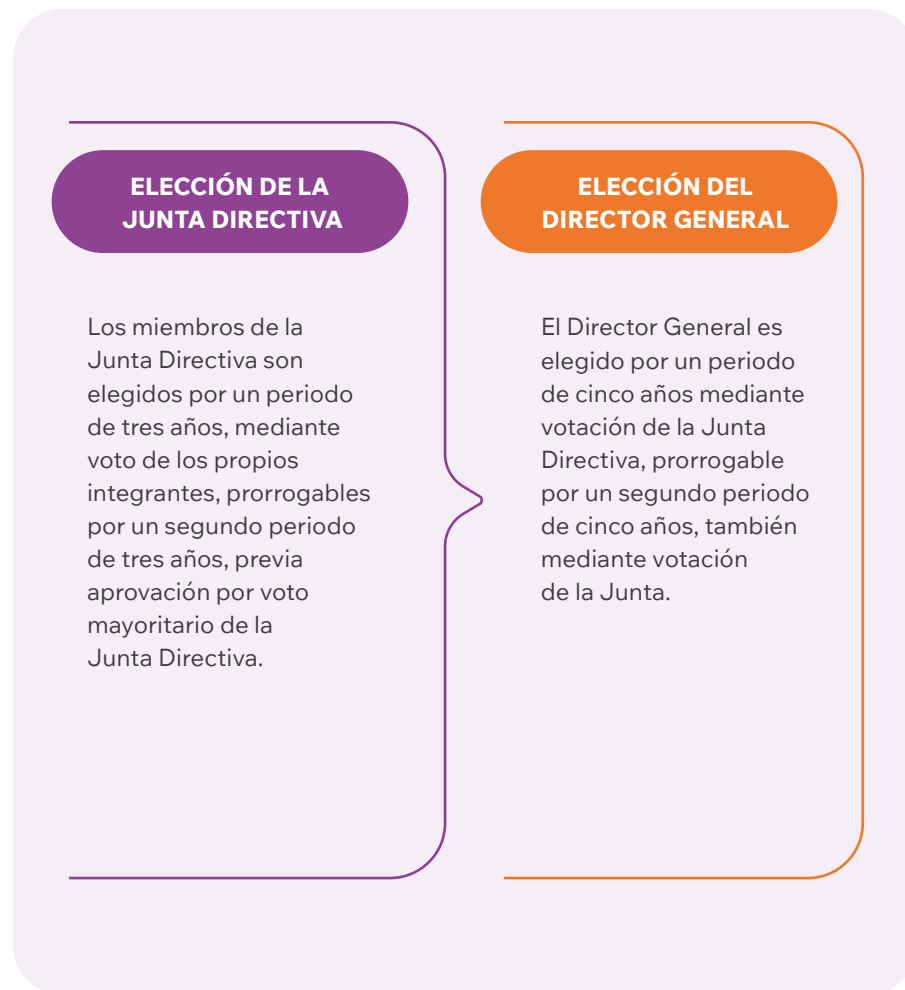 ELECCIÓN DE LA
JUNTA DIRECTIVA
Los miembros de la
Junta Directiva son
elegidos por un periodo
de tres años, mediante
voto de los propios
integrantes, prorrogables
por un segundo periodo
de tres años, previa
aprovación por voto
mayoritario de la
Junta Directiva.
ELECCIÓN DEL
DIRECTOR GENERAL
El Director General es
elegido por un periodo
de cinco años mediante
votación de la Junta
Directiva, prorrogable
por un segundo periodo
de cinco años, también
mediante votación
de la Junta.